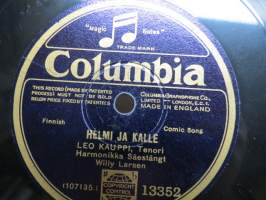 "Magic Notes"
TRADE MARK
Columbia
THIS RECORD (MADE BY PATENTED
PROCESS) MUST NOT BE SOLD
BELOW PRICE FIXED BY PATENTEES
COLUMBIA GRAPHOPHONE CO.
LIMITED
LONDON, E.C.1.
MADE IN ENGLAND
Finnish
Comic Song
HELMI JA KALLE
LEO KAUPPI, Tenori
Harmonikka Säestängt
Willy Larsen
(107135)
COPYRIGHT
CONTROL
13352